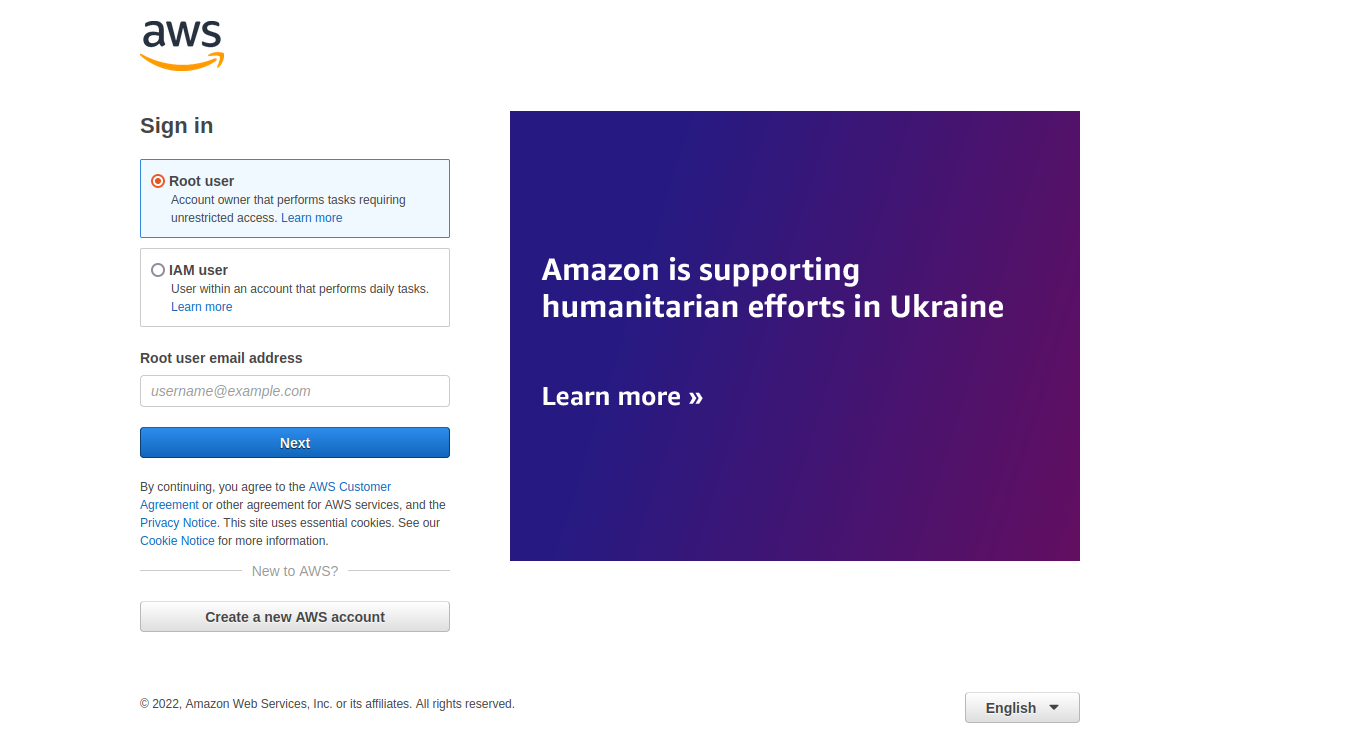 aws
Sign in
Root user
Account owner that performs tasks requiring
unrestricted access. Learn more
IAM user
User within an account that performs daily tasks.
Learn more
Root user email address
username@example.com
Next
By continuing, you agree to the AWS Customer
Agreement or other agreement for AWS services, and the
Privacy Notice. This site uses essential cookies. See our
Cookie Notice for more information.
New to AWS?
Create a new AWS account
Amazon is supporting
humanitarian efforts in Ukraine
Learn more »
© 2022, Amazon Web Services, Inc. or its affiliates. All rights reserved.
English